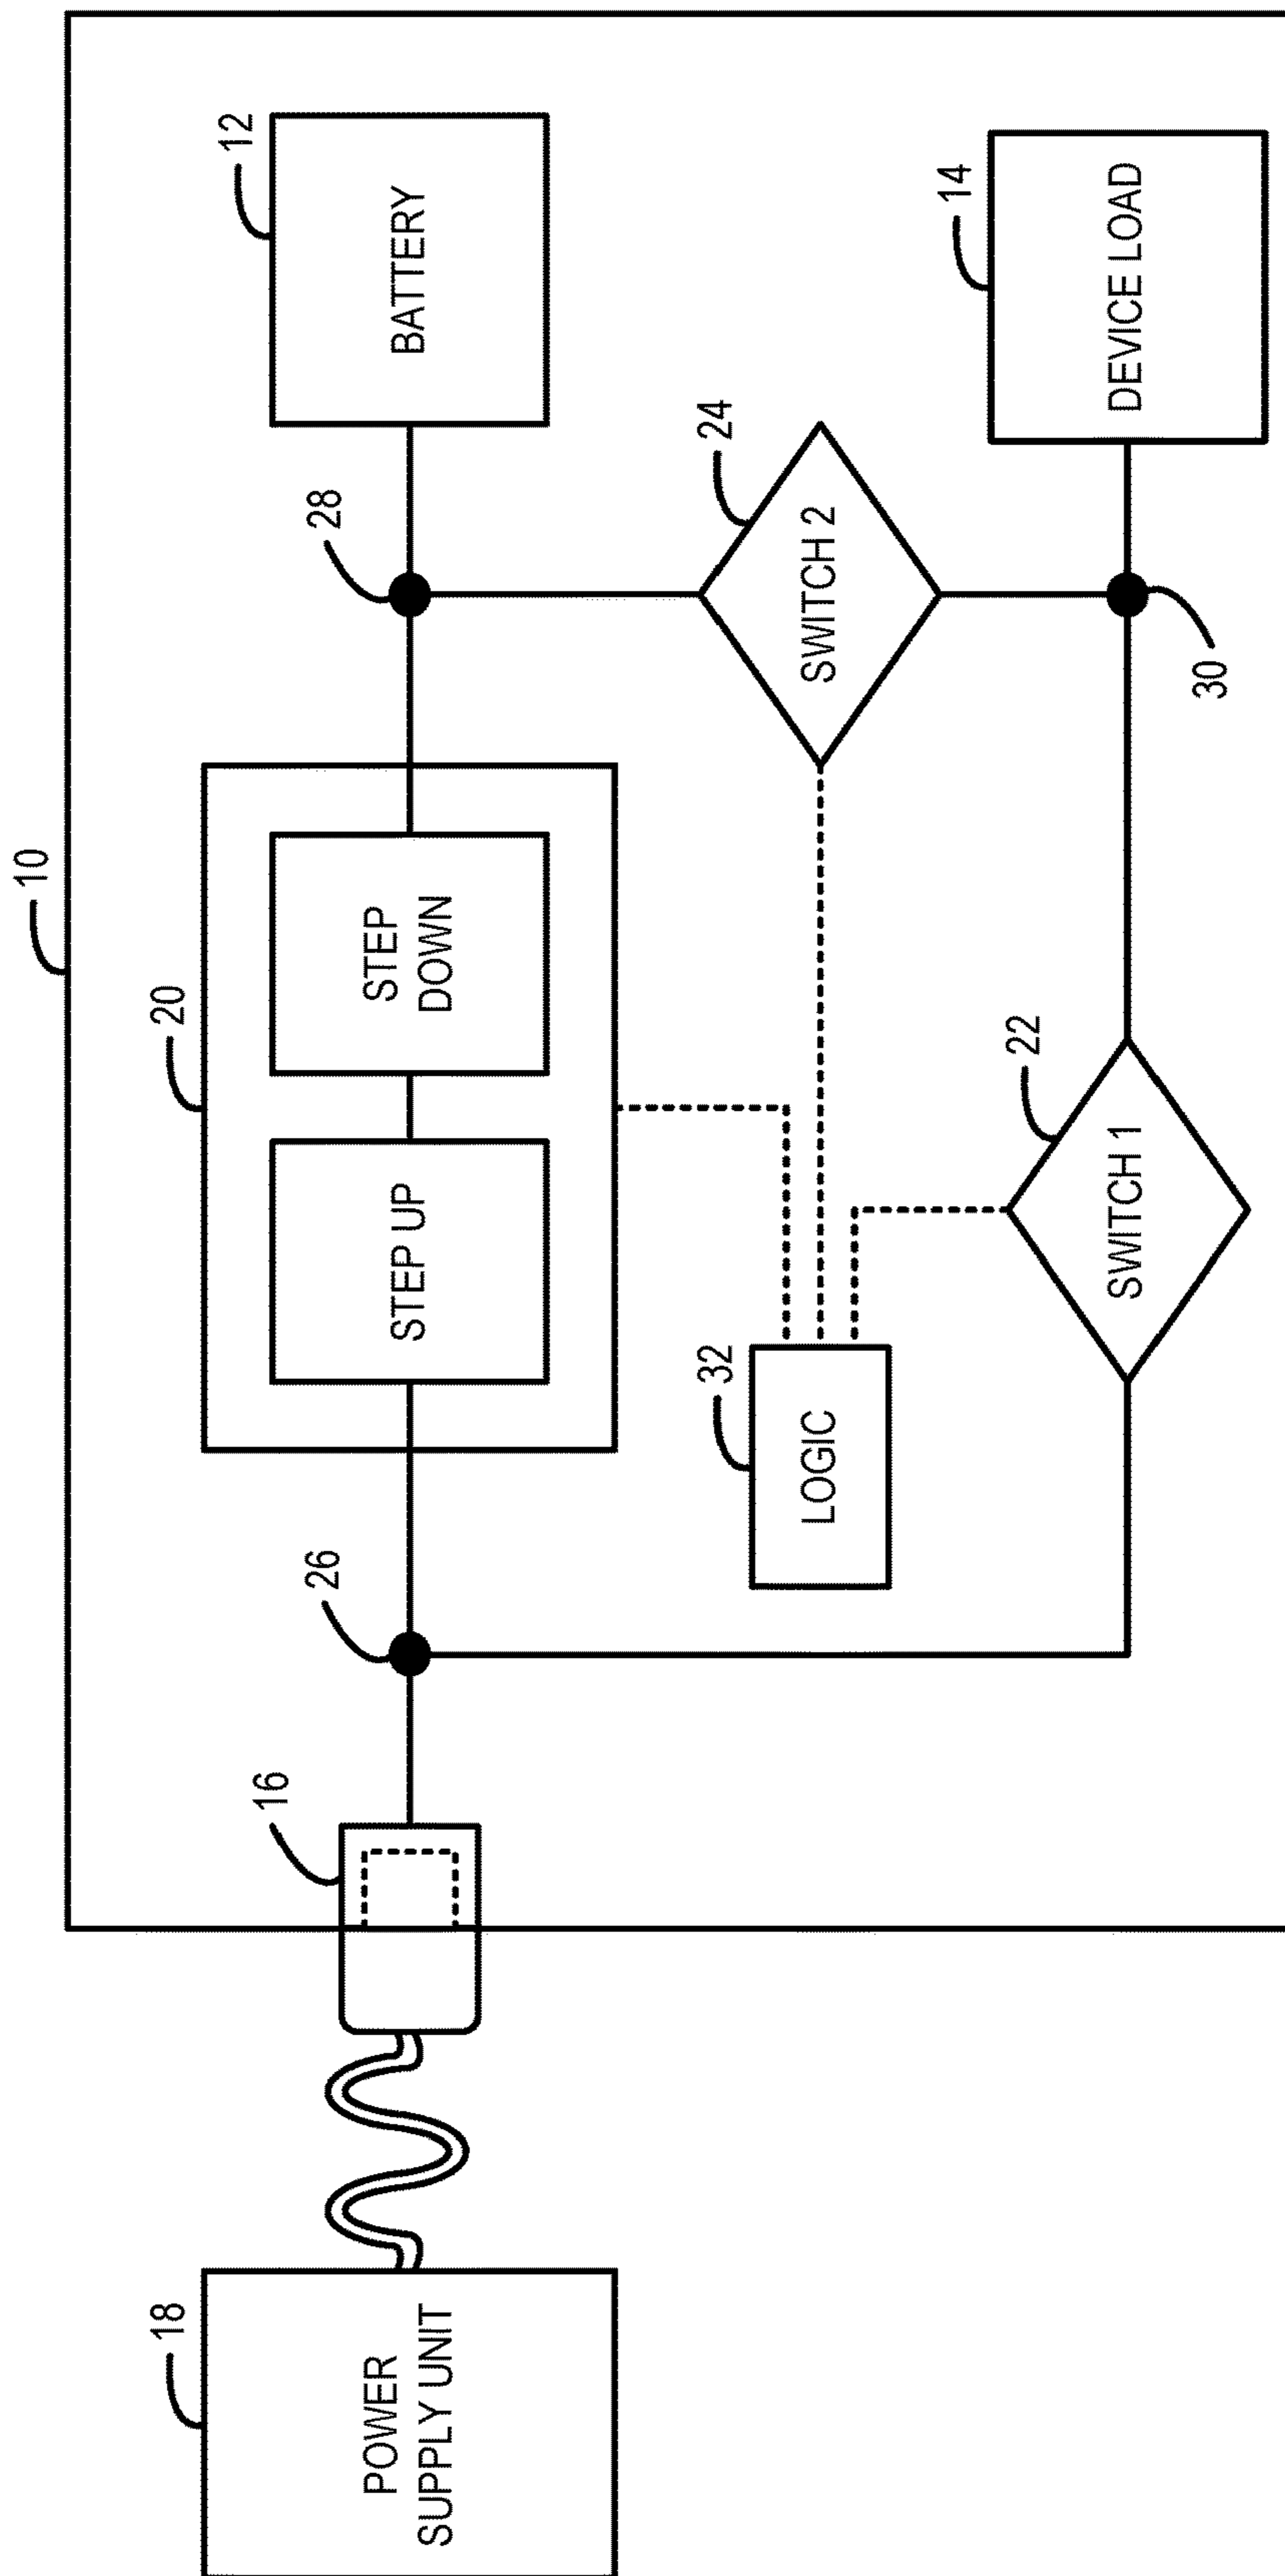 10
18
POWER
SUPPLY UNIT
16
26
20
STEP UP
STEP
DOWN
28
12
BATTERY
32
LOGIC
24
SWITCH 2
22
SWITCH 1
30
14
DEVICE LOAD